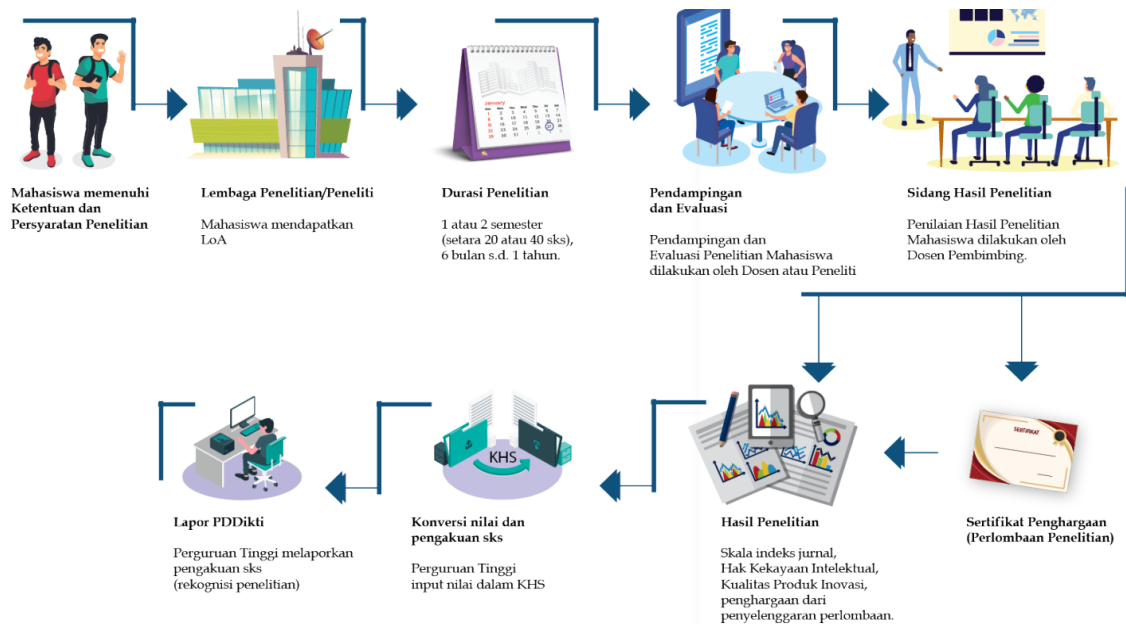 Mahasiswa memenuhi
Ketentuan dan
Persyaratan Penelitian
Lembaga Penelitian/Peneliti
Mahasiswa mendapatkan
LoA
January
Durasi Penelitian
1 atau 2 semester
(setara 20 atau 40 sks),
6 bulan s.d. 1 tahun.
Pendampingan
dan Evaluasi
Pendampingan dan
Evaluasi Penelitian Mahasiswa
dilakukan oleh Dosen atau Peneliti
Sidang Hasil Penelitian
Penilaian Hasil Penelitian
Mahasiswa dilakukan oleh
Dosen Pembimbing.
Lapor PDDikti
Perguruan Tinggi melaporkan
pengakuan sks
(rekognisi penelitian)
KHS
Konversi nilai dan
pengakuan sks
Perguruan Tinggi
input nilai dalam KHS
Hasil Penelitian
Skala indeks jurnal,
Hak Kekayaan Intelektual,
Kualitas Produk Inovasi,
penghargaan dari
penyelenggaran perlombaan.
SERTIFIKAT
Sertifikat Penghargaan
(Perlombaan Penelitian)